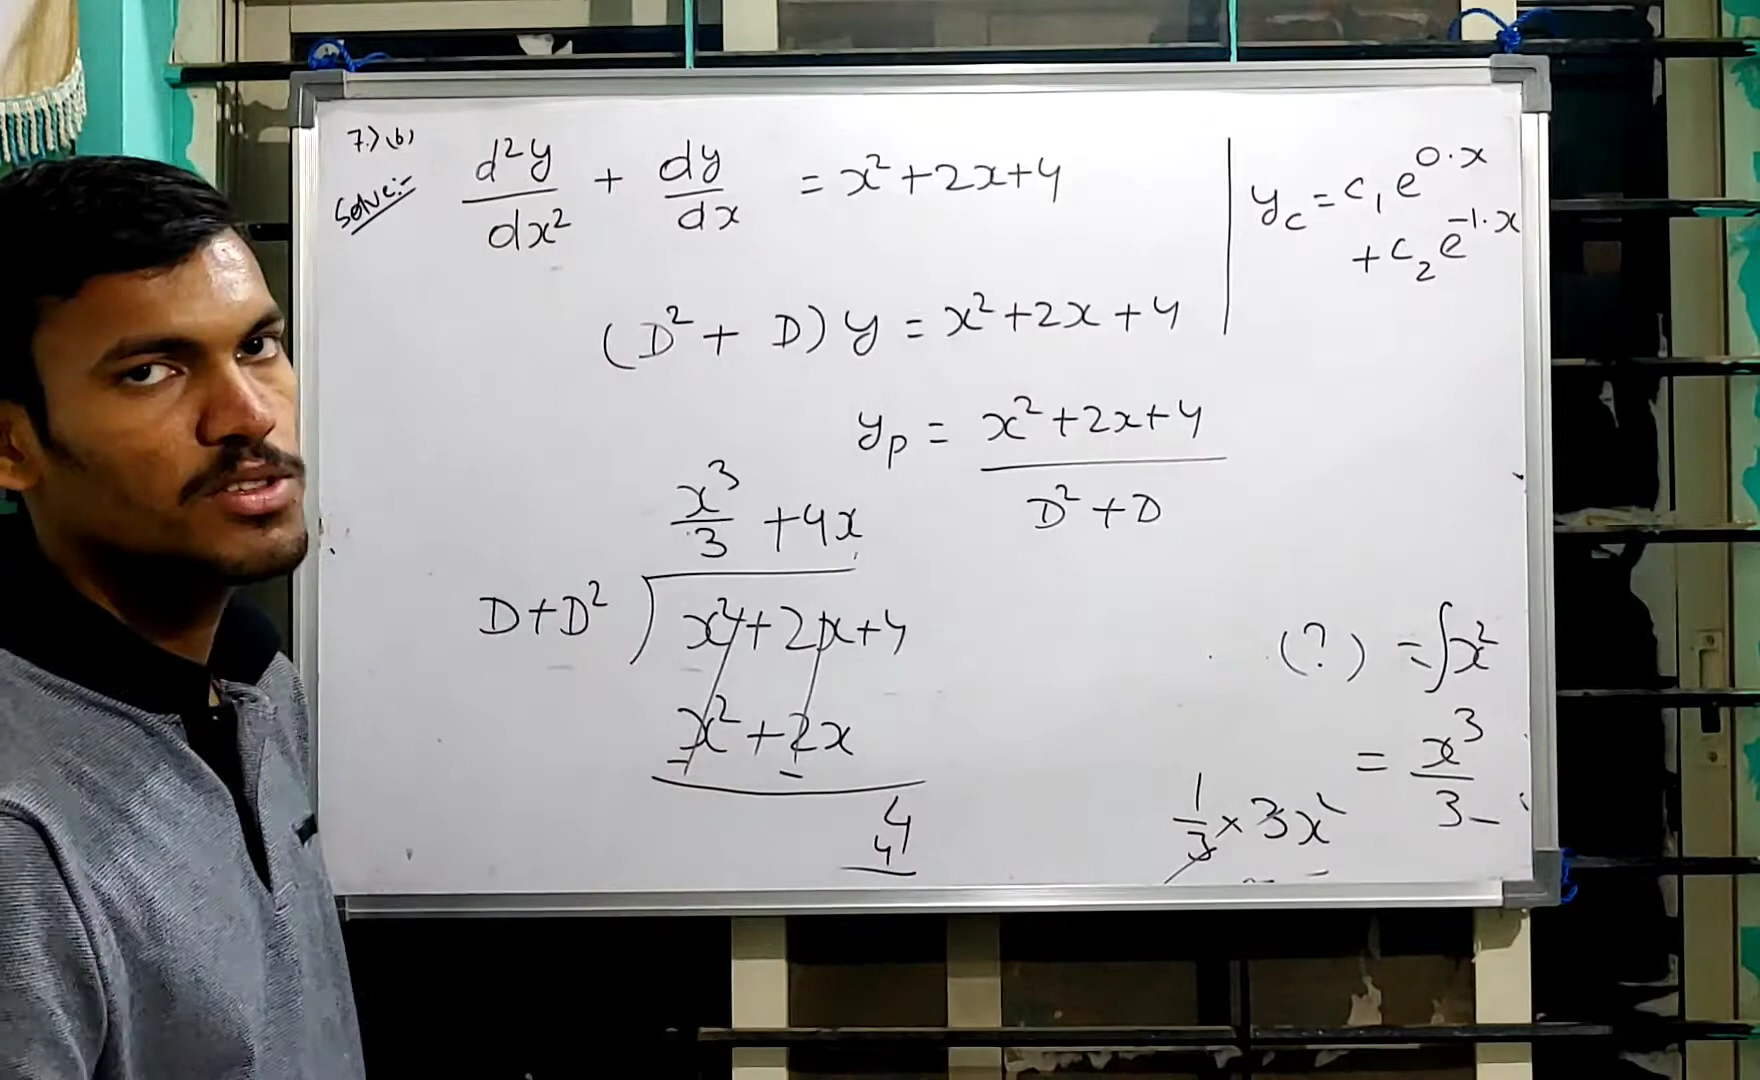 7.) (b)
Solve:- d²y/dx² + dy/dx = x²+2x+4
(D² + D) y = x²+2x+4
y_p = (x²+2x+4)/(D²+D)
x³/3 +4x
D+D² ) x²+2x+4
x²+2x
4
4
y_c = c₁ e^{0·x}
+ c₂ e^{-1·x}
(?) = ∫x²
= x³/3
1/3 × 3x²